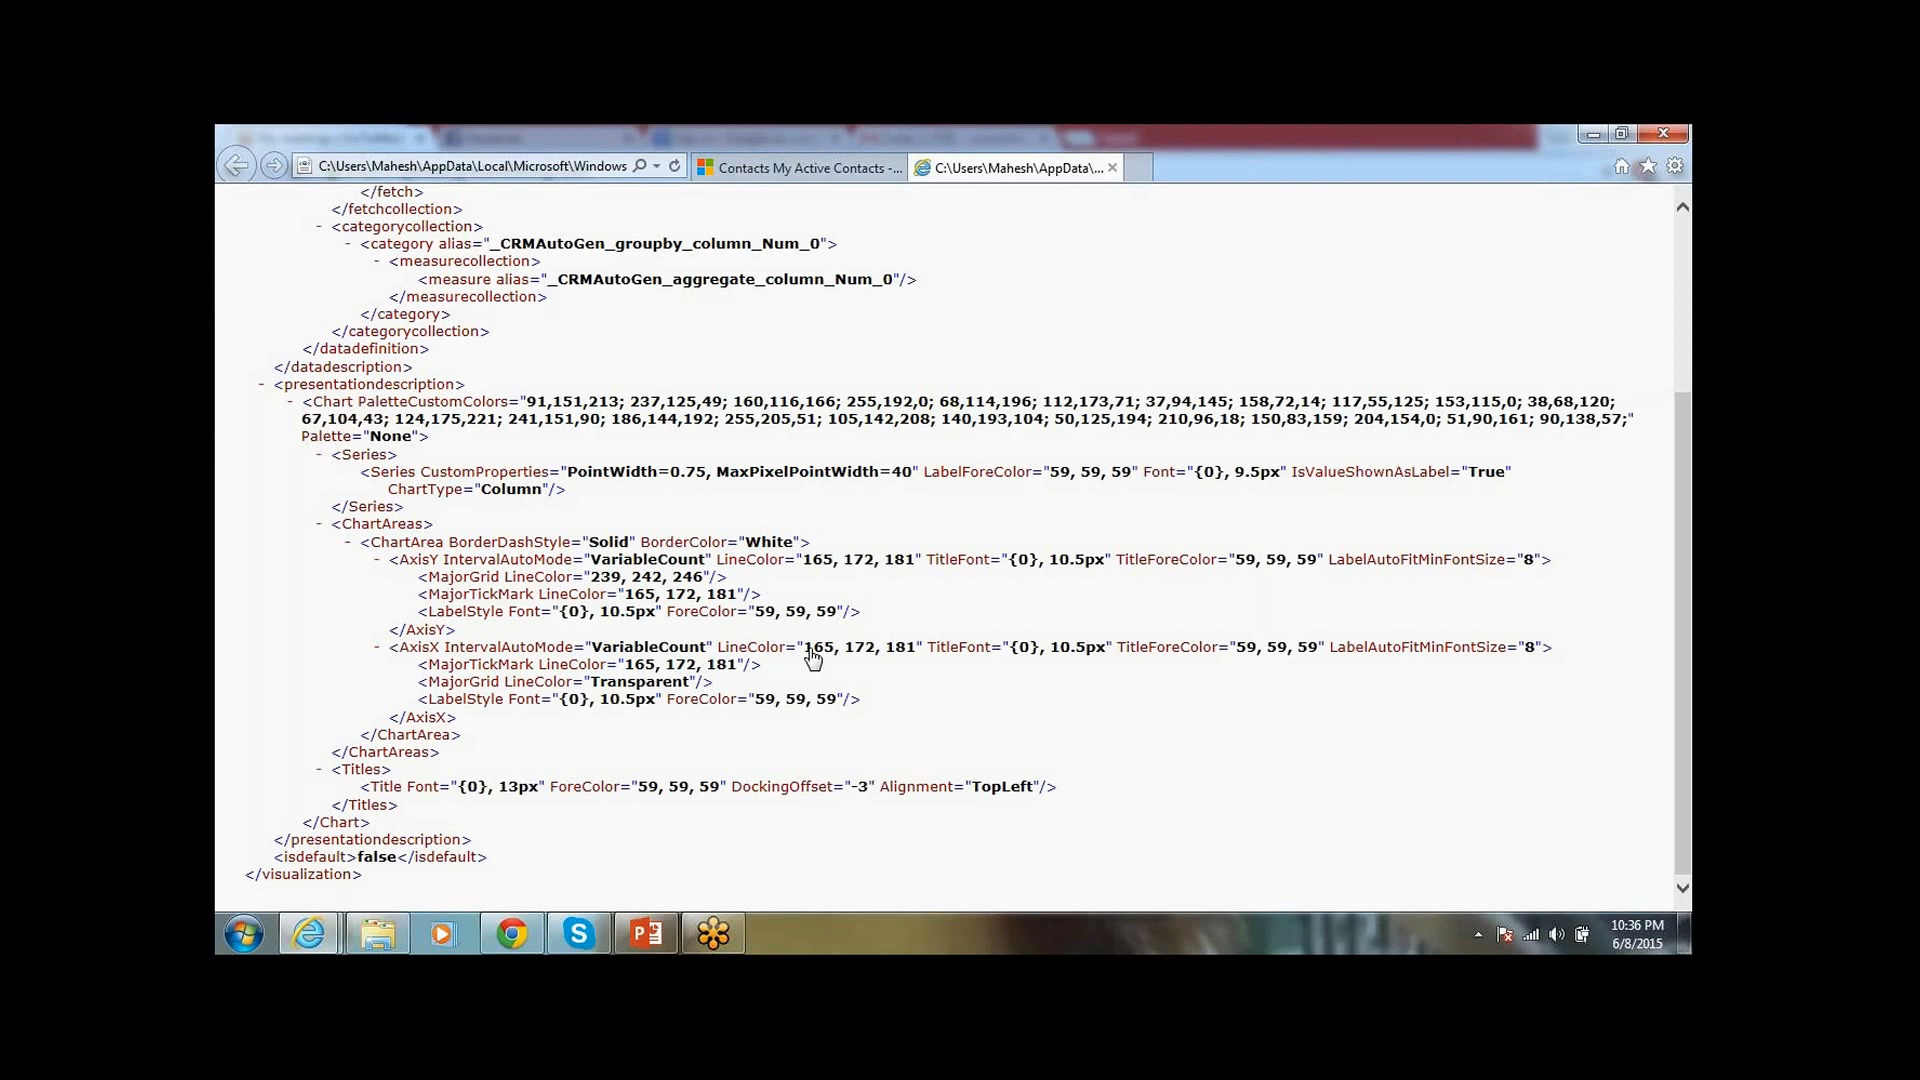 C:\Users\Mahesh\AppData\Local\Microsoft\Windows
Contacts My Active Contacts -...
C:\Users\Mahesh\AppData\...
</fetch>
</fetchcollection>
- <categorycollection>
- <category alias="_CRMAutoGen_groupby_column_Num_0">
- <measurecollection>
<measure alias="_CRMAutoGen_aggregate_column_Num_0"/>
</measurecollection>
</category>
</categorycollection>
</datadefinition>
</datadescription>
- <presentationdescription>
- <Chart PaletteCustomColors="91,151,213; 237,125,49; 160,116,166; 255,192,0; 68,114,196; 112,173,71; 37,94,145; 158,72,14; 117,55,125; 153,115,0; 38,68,120;
67,104,43; 124,175,221; 241,151,90; 186,144,192; 255,205,51; 105,142,208; 140,193,104; 50,125,194; 210,96,18; 150,83,159; 204,154,0; 51,90,161; 90,138,57;"
Palette="None">
- <Series>
<Series CustomProperties="PointWidth=0.75, MaxPixelPointWidth=40" LabelForeColor="59, 59, 59" Font="{0}, 9.5px" IsValueShownAsLabel="True"
ChartType="Column"/>
</Series>
- <ChartAreas>
- <ChartArea BorderDashStyle="Solid" BorderColor="White">
- <AxisY IntervalAutoMode="VariableCount" LineColor="165, 172, 181" TitleFont="{0}, 10.5px" TitleForeColor="59, 59, 59" LabelAutoFitMinFontSize="8">
<MajorGrid LineColor="239, 242, 246"/>
<MajorTickMark LineColor="165, 172, 181"/>
<LabelStyle Font="{0}, 10.5px" ForeColor="59, 59, 59"/>
</AxisY>
- <AxisX IntervalAutoMode="VariableCount" LineColor="165, 172, 181" TitleFont="{0}, 10.5px" TitleForeColor="59, 59, 59" LabelAutoFitMinFontSize="8">
<MajorTickMark LineColor="165, 172, 181"/>
<MajorGrid LineColor="Transparent"/>
<LabelStyle Font="{0}, 10.5px" ForeColor="59, 59, 59"/>
</AxisX>
</ChartArea>
</ChartAreas>
- <Titles>
<Title Font="{0}, 13px" ForeColor="59, 59, 59" DockingOffset="-3" Alignment="TopLeft"/>
</Titles>
</Chart>
</presentationdescription>
<isdefault>false</isdefault>
</visualization>
10:36 PM
6/8/2015